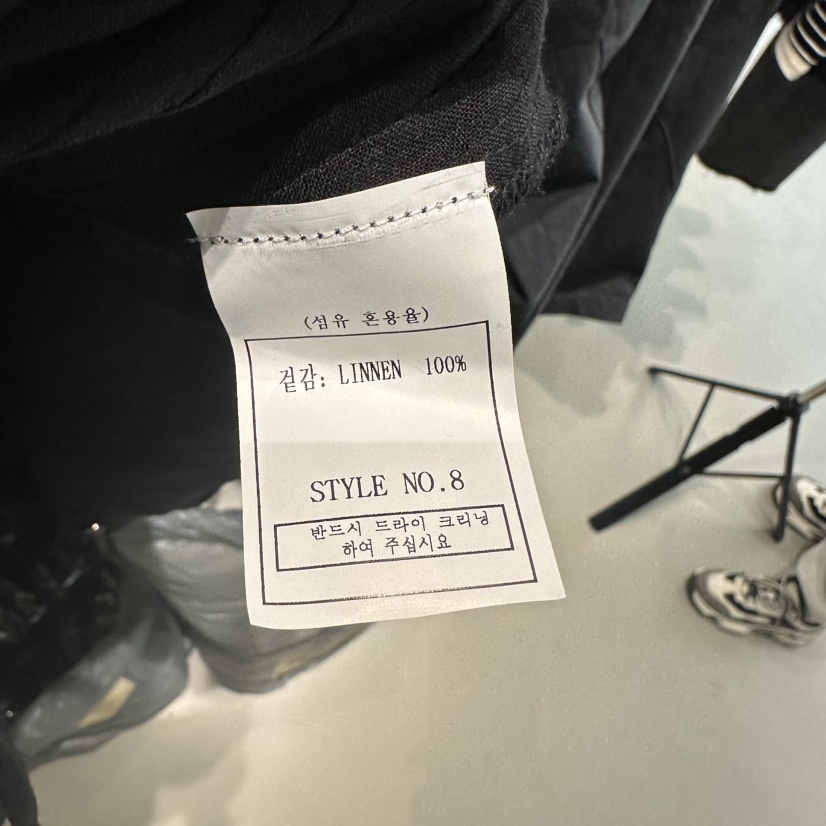 (섬유 혼용율)
겉감: LINNEN 100%
STYLE NO.8
반드시 드라이 크리닝
하여 주십시요